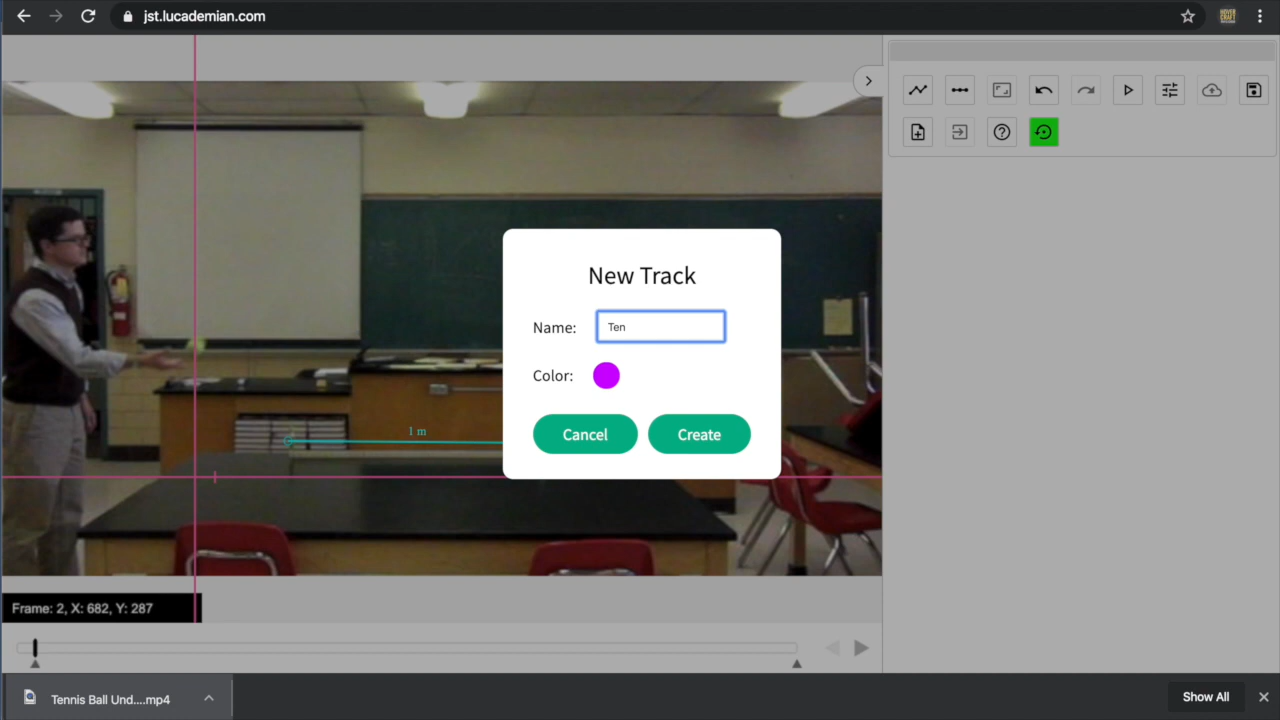 jst.lucademian.com
New Track
Name: Ten
Color:
Cancel Create
1 m
Frame: 2, X: 682, Y: 287
Tennis Ball Und....mp4
Show All